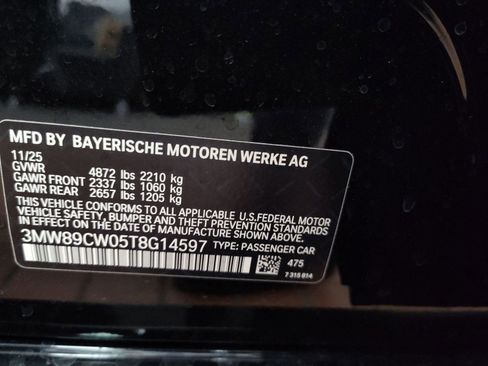 MFD BY BAYERISCHE MOTOREN WERKE AG
11/25
GVWR 4872 lbs 2210 kg
GAWR FRONT 2337 lbs 1060 kg
GAWR REAR 2657 lbs 1205 kg
THIS VEHICLE CONFORMS TO ALL APPLICABLE U.S.FEDERAL MOTOR
VEHICLE SAFETY, BUMPER AND THEFT PREVENTION STANDARDS
IN EFFECT ON THE DATE OF MANUFACTURE SHOWN ABOVE.
3MW89CW05T8G14597 TYPE: PASSENGER CAR
475
7 315 814